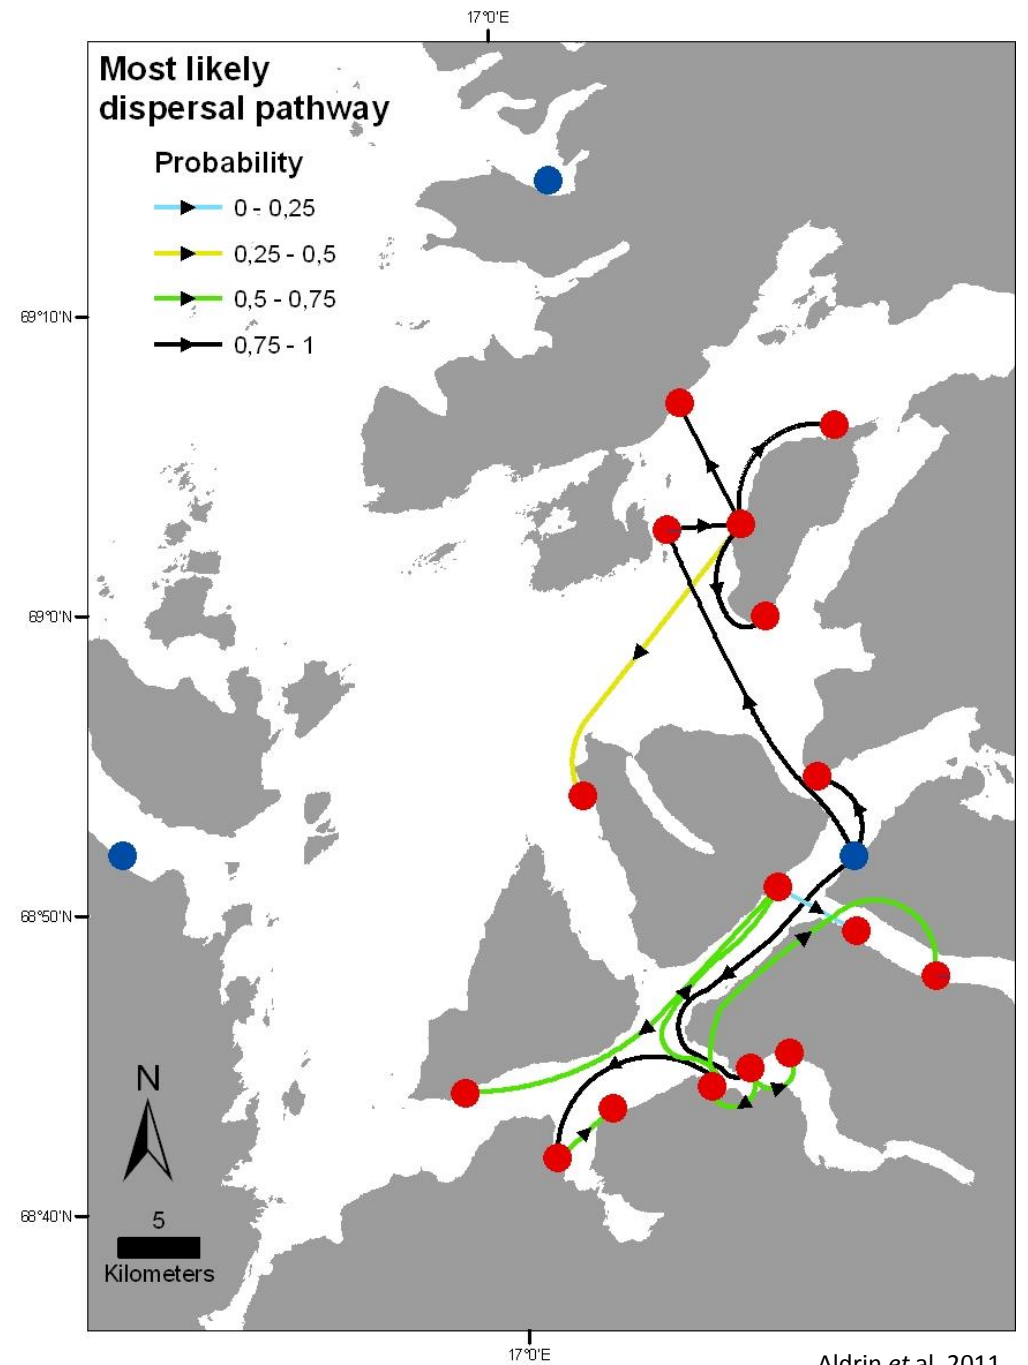 17°0'E
Most likely
dispersal pathway
Probability
0 - 0,25
0,25 - 0,5
0,5 - 0,75
0,75 - 1
69°10'N
69°0'N
68°50'N
N
68°40'N
5
Kilometers
17°0'E
Aldrin et al. 2011